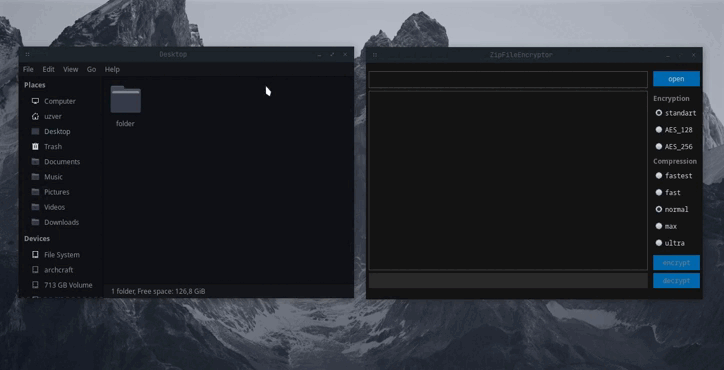 Desktop
File Edit View Go Help
Places
Computer
uzver
Desktop
Trash
Documents
Music
Pictures
Videos
Downloads
Devices
File System
archcraft
713 GB Volume
folder
1 folder, Free space: 126,8 GiB
ZipFileEncryptor
open
Encryption
standart
AES_128
AES_256
Compression
fastest
fast
normal
max
ultra
encrypt
decrypt